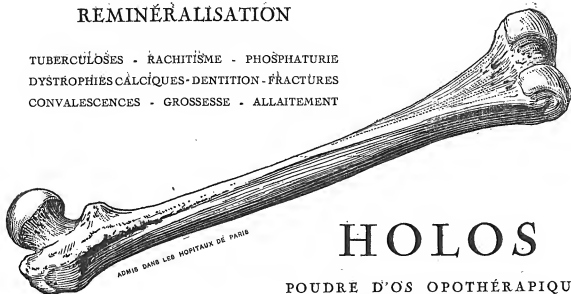 REMINÉRALISATION
TUBERCULOSES - RACHITISME - PHOSPHATURIE
DYSTROPHIES CALCIQUES - DENTITION - FRACTURES
CONVALESCENCES - GROSSESSE - ALLAITEMENT
ADMIS DANS LES HOPITAUX DE PARIS
HOLOS
POUDRE D'OS OPOTHÉRAPIQU